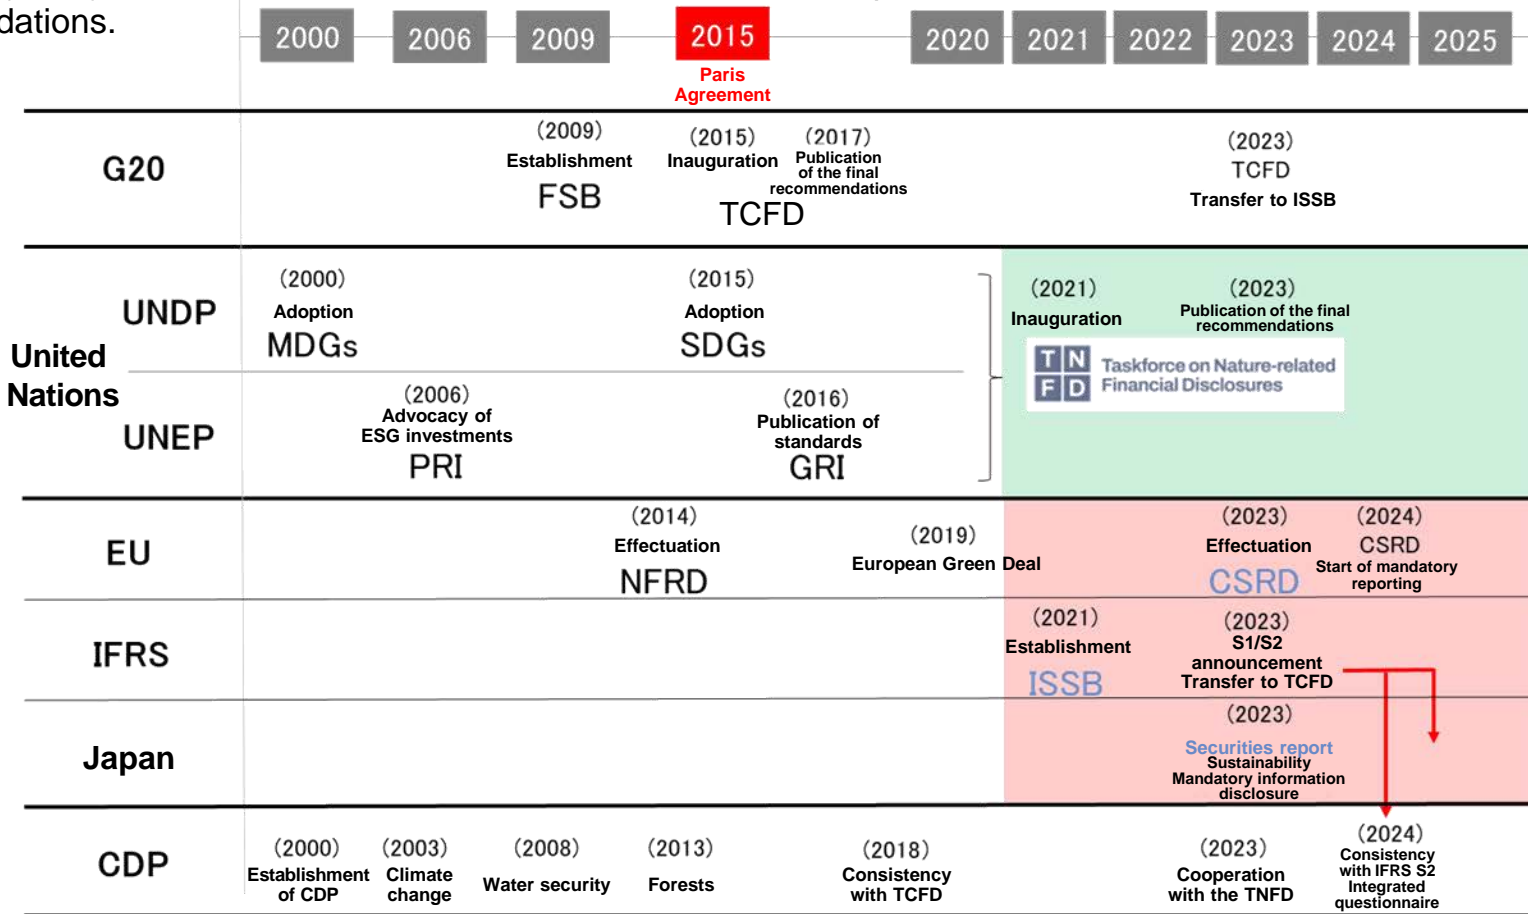 dations.
2000 2006 2009 2015 2020 2021 2022 2023 2024 2025
Paris
Agreement
G20
(2009)
Establishment
FSB
(2015)
Inauguration
(2017)
Publication
of the final
recommendations
TCFD
(2023)
TCFD
Transfer to ISSB
United
Nations
UNDP
(2000)
Adoption
MDGs
(2015)
Adoption
SDGs
UNEP
(2006)
Advocacy of
ESG investments
PRI
(2016)
Publication of
standards
GRI
(2021)
Inauguration
(2023)
Publication of the final
recommendations
TN
FD
Taskforce on Nature-related
Financial Disclosures
EU
(2014)
Effectuation
NFRD
(2019)
European Green Deal
(2023)
Effectuation
CSRD
(2024)
CSRD
Start of mandatory
reporting
IFRS
(2021)
Establishment
ISSB
(2023)
S1/S2
announcement
Transfer to TCFD
Japan
(2023)
Securities report
Sustainability
Mandatory information
disclosure
CDP
(2000)
Establishment
of CDP
(2003)
Climate
change
(2008)
Water security
(2013)
Forests
(2018)
Consistency
with TCFD
(2023)
Cooperation
with the TNFD
(2024)
Consistency
with IFRS S2
Integrated
questionnaire